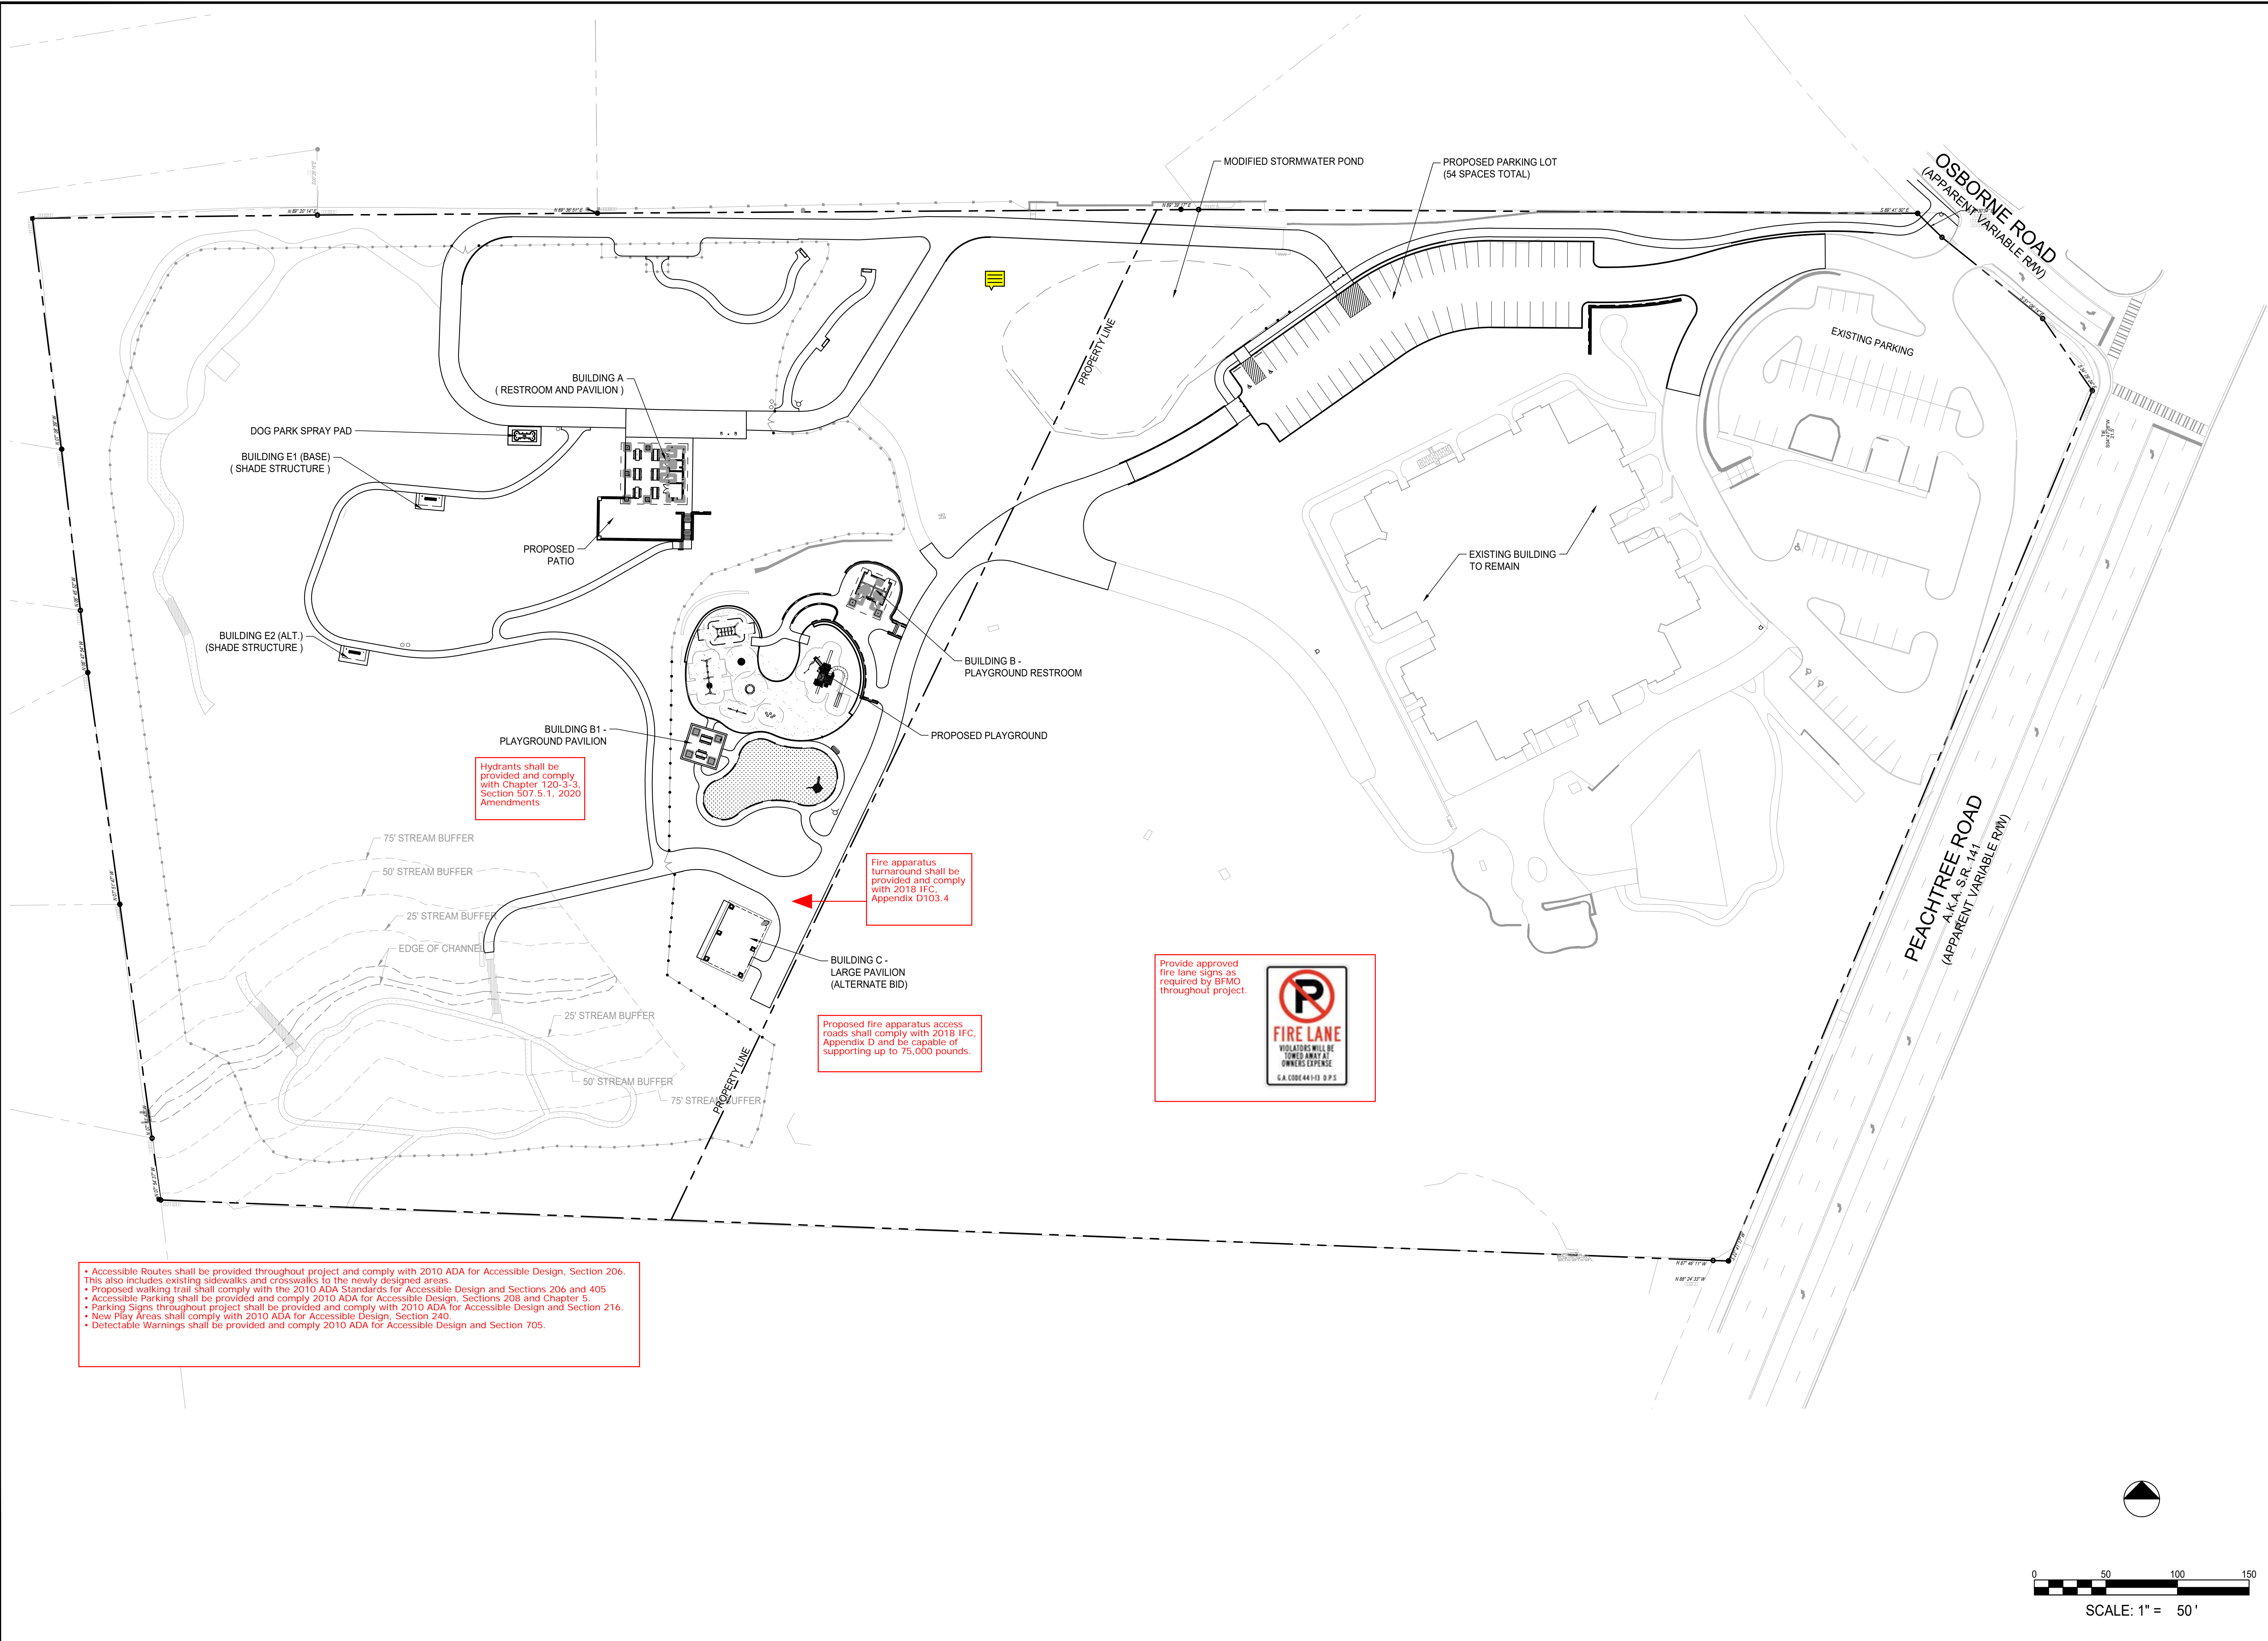 OSBORNE ROAD
(APPARENT VARIABLE R/W)
MODIFIED STORMWATER POND
PROPOSED PARKING LOT
(54 SPACES TOTAL)
N 89° 20' 14" E
S 89° 41' 50" E
PROPERTY LINE
EXISTING PARKING
BUILDING A
( RESTROOM AND PAVILION )
DOG PARK SPRAY PAD
BUILDING E1 (BASE)
( SHADE STRUCTURE )
PROPOSED
PATIO
EXISTING BUILDING
TO REMAIN
BUILDING E2 (ALT.)
(SHADE STRUCTURE )
BUILDING B -
PLAYGROUND RESTROOM
BUILDING B1 -
PLAYGROUND PAVILION
PROPOSED PLAYGROUND
Hydrants shall be
provided and comply
with Chapter 120-3-3,
Section 507.5.1, 2020
Amendments
75' STREAM BUFFER
50' STREAM BUFFER
25' STREAM BUFFER
EDGE OF CHANNEL
Fire apparatus
turnaround shall be
provided and comply
with 2018 IFC,
Appendix D103.4
BUILDING C -
LARGE PAVILION
(ALTERNATE BID)
PEACHTREE ROAD
A.K.A. S.R. 141
(APPARENT VARIABLE R/W)
Provide approved
fire lane signs as
required by BFMO
throughout project.
P
FIRE LANE
VIOLATORS WILL BE
TOWED AWAY AT
OWNERS EXPENSE
25' STREAM BUFFER
Proposed fire apparatus access
roads shall comply with 2018 IFC,
Appendix D and be capable of
supporting up to 75,000 pounds.
50' STREAM BUFFER
75' STREAM BUFFER
PROPERTY LINE
N 87° 46' 11" W
N 88° 24' 33" W
• Accessible Routes shall be provided throughout project and comply with 2010 ADA for Accessible Design, Section 206.
This also includes existing sidewalks and crosswalks to the newly designed areas.
• Proposed walking trail shall comply with the 2010 ADA Standards for Accessible Design and Sections 206 and 405
• Accessible Parking shall be provided and comply 2010 ADA for Accessible Design, Sections 208 and Chapter 5.
• Parking Signs throughout project shall be provided and comply with 2010 ADA for Accessible Design and Section 216.
• New Play Areas shall comply with 2010 ADA for Accessible Design, Section 240.
• Detectable Warnings shall be provided and comply 2010 ADA for Accessible Design and Section 705.
0 50 100 150
SCALE: 1" = 50 '